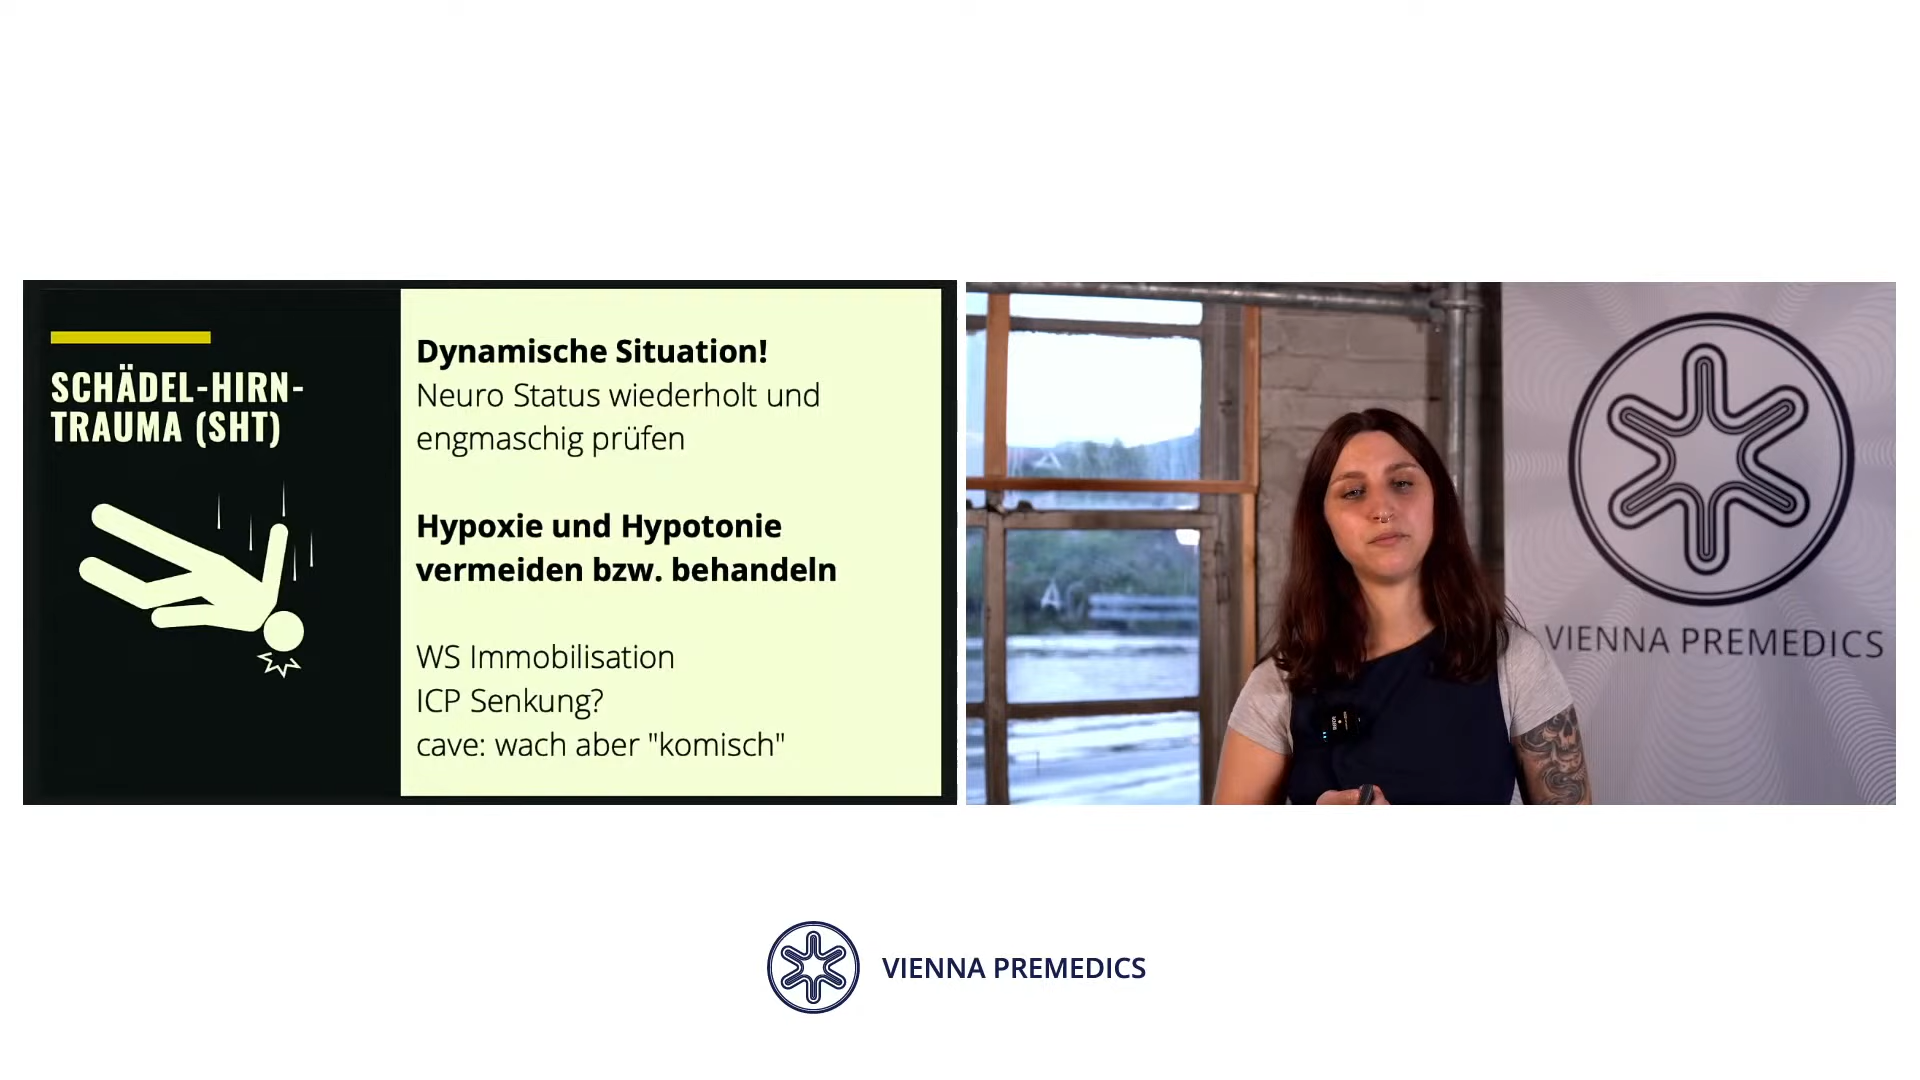 SCHÄDEL-HIRN-
TRAUMA (SHT)
Dynamische Situation!
Neuro Status wiederholt und
engmaschig prüfen
Hypoxie und Hypotonie
vermeiden bzw. behandeln
WS Immobilisation
ICP Senkung?
cave: wach aber "komisch"
VIENNA PREMEDICS
VIENNA PREMEDICS